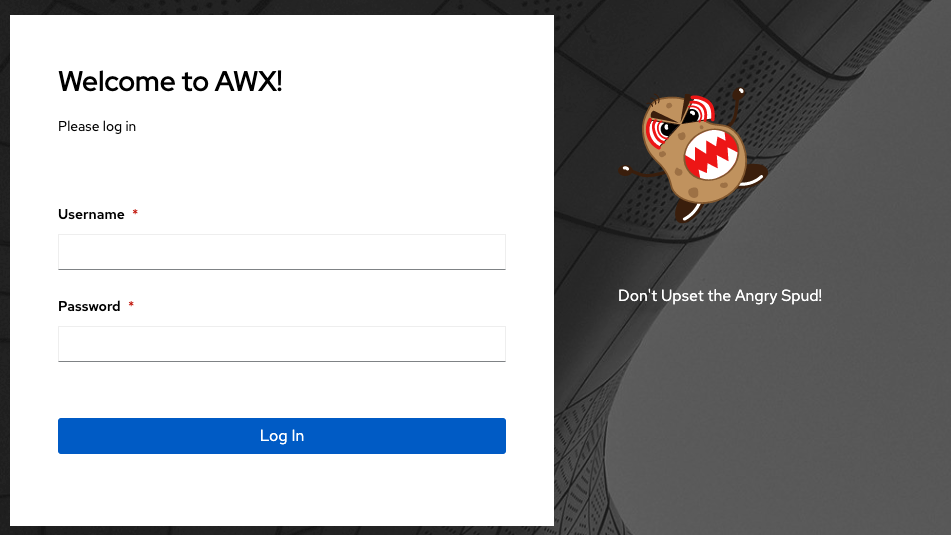 Welcome to AWX!
Please log in
Username *
Password *
Log In
Don't Upset the Angry Spud!